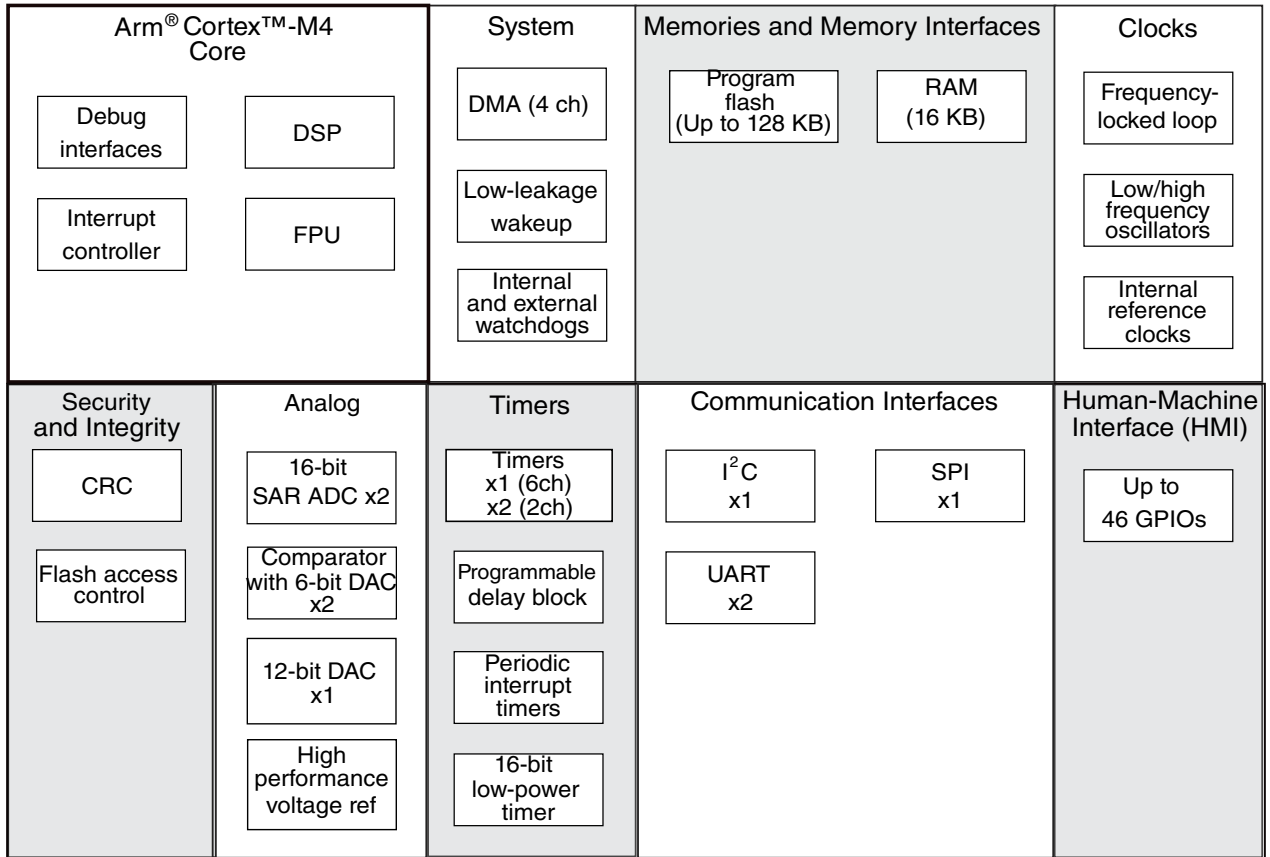 Arm® Cortex™-M4
Core
Debug
interfaces
DSP
Interrupt
controller
FPU
System
DMA (4 ch)
Low-leakage
wakeup
Internal
and external
watchdogs
Memories and Memory Interfaces
Program
flash
(Up to 128 KB)
RAM
(16 KB)
Clocks
Frequency-
locked loop
Low/high
frequency
oscillators
Internal
reference
clocks
Security
and Integrity
CRC
Flash access
control
Analog
16-bit
SAR ADC x2
Comparator
with 6-bit DAC
x2
12-bit DAC
x1
High
performance
voltage ref
Timers
Timers
x1 (6ch)
x2 (2ch)
Programmable
delay block
Periodic
interrupt
timers
16-bit
low-power
timer
Communication Interfaces
I²C
x1
SPI
x1
UART
x2
Human-Machine
Interface (HMI)
Up to
46 GPIOs